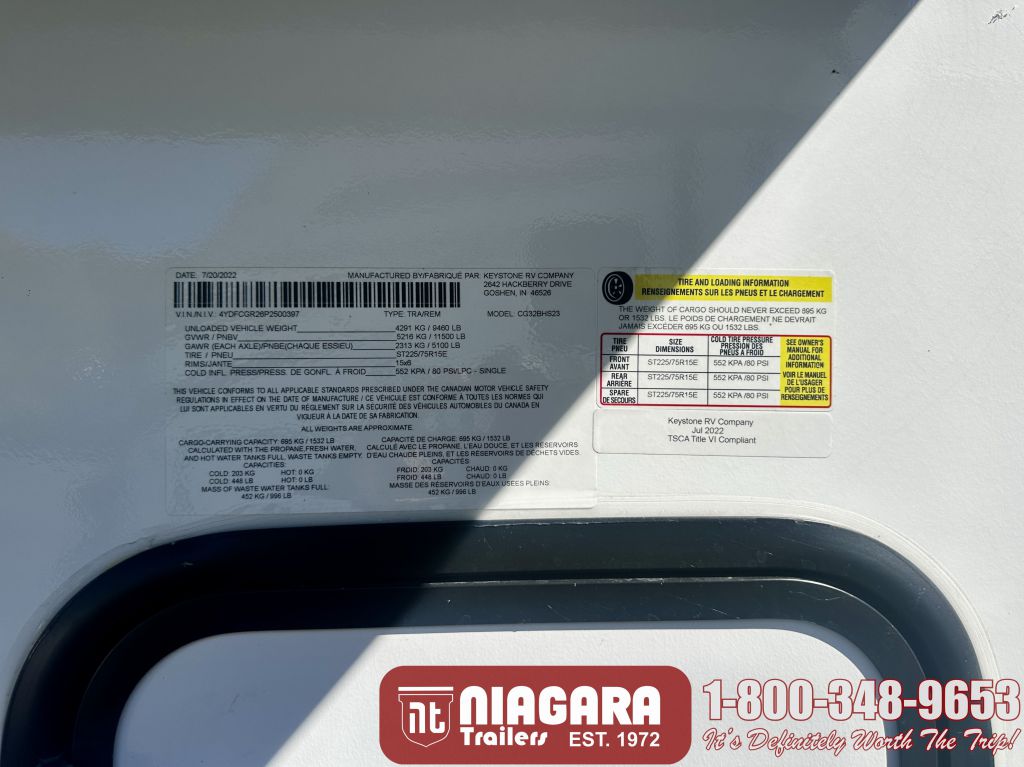 DATE: 7/20/2022 MANUFACTURED BY/FABRIQUÉ PAR: KEYSTONE RV COMPANY
2642 HACKBERRY DRIVE
GOSHEN, IN 46526
V.I.N./N.I.V.: 4YDFCGR26P2500397 TYPE: TRA/REM MODEL: CG32BHS23
UNLOADED VEHICLE WEIGHT 4291 KG / 9460 LB
GVWR / PNBV 5216 KG / 11500 LB
GAWR (EACH AXLE)/PNBE(CHAQUE ESSIEU) 2313 KG / 5100 LB
TIRE / PNEU ST225/75R15E
RIMS/JANTE 15x6
COLD INFL. PRESS/PRESS. DE GONFL. À FROID 552 KPA / 80 PSI/LPC - SINGLE
THIS VEHICLE CONFORMS TO ALL APPLICABLE STANDARDS PRESCRIBED UNDER THE CANADIAN MOTOR VEHICLE SAFETY
REGULATIONS IN EFFECT ON THE DATE OF MANUFACTURE / CE VÉHICULE EST CONFORME À TOUTES LES NORMES QUI
LUI SONT APPLICABLES EN VERTU DU RÈGLEMENT SUR LA SÉCURITÉ DES VÉHICULES AUTOMOBILES DU CANADA EN
VIGUEUR À LA DATE DE SA FABRICATION.
ALL WEIGHTS ARE APPROXIMATE.
CARGO-CARRYING CAPACITY: 695 KG / 1532 LB
CALCULATED WITH THE PROPANE, FRESH WATER,
AND HOT WATER TANKS FULL, WASTE TANKS EMPTY.
CAPACITIES:
COLD: 203 KG HOT: 0 KG
COLD: 448 LB HOT: 0 LB
MASS OF WASTE WATER TANKS FULL:
452 KG / 996 LB
CAPACITÉ DE CHARGE: 695 KG / 1532 LB
CALCULÉ AVEC LE PROPANE, L'EAU DOUCE, ET LES RÉSERVOIRS
D'EAU CHAUDE PLEINS, ET LES RÉSERVOIRS DE DÉCHETS VIDES.
CAPACITÉS:
FROID: 203 KG CHAUD: 0 KG
FROID: 448 LB CHAUD: 0 LB
MASSE DES RÉSERVOIRS D'EAUX USÉES PLEINS:
452 KG / 996 LB
TIRE AND LOADING INFORMATION
RENSEIGNEMENTS SUR LES PNEUS ET LE CHARGEMENT
THE WEIGHT OF CARGO SHOULD NEVER EXCEED 695 KG
OR 1532 LBS. LE POIDS DE CHARGEMENT NE DEVRAIT
JAMAIS EXCÉDER 695 KG OU 1532 LBS.
TIRE PNEU SIZE DIMENSIONS COLD TIRE PRESSURE PRESSION DES PNEUS À FROID
FRONT AVANT ST225/75R15E 552 KPA /80 PSI
REAR ARRIÈRE ST225/75R15E 552 KPA /80 PSI
SPARE DE SECOURS ST225/75R15E 552 KPA /80 PSI
SEE OWNER'S
MANUAL FOR
ADDITIONAL
INFORMATION
VOIR LE MANUEL
DE L'USAGER
POUR PLUS DE
RENSEIGNEMENTS
Keystone RV Company
Jul 2022
TSCA Title VI Compliant
nt NIAGARA
Trailers EST. 1972
1-800-348-9653
It's Definitely Worth The Trip!